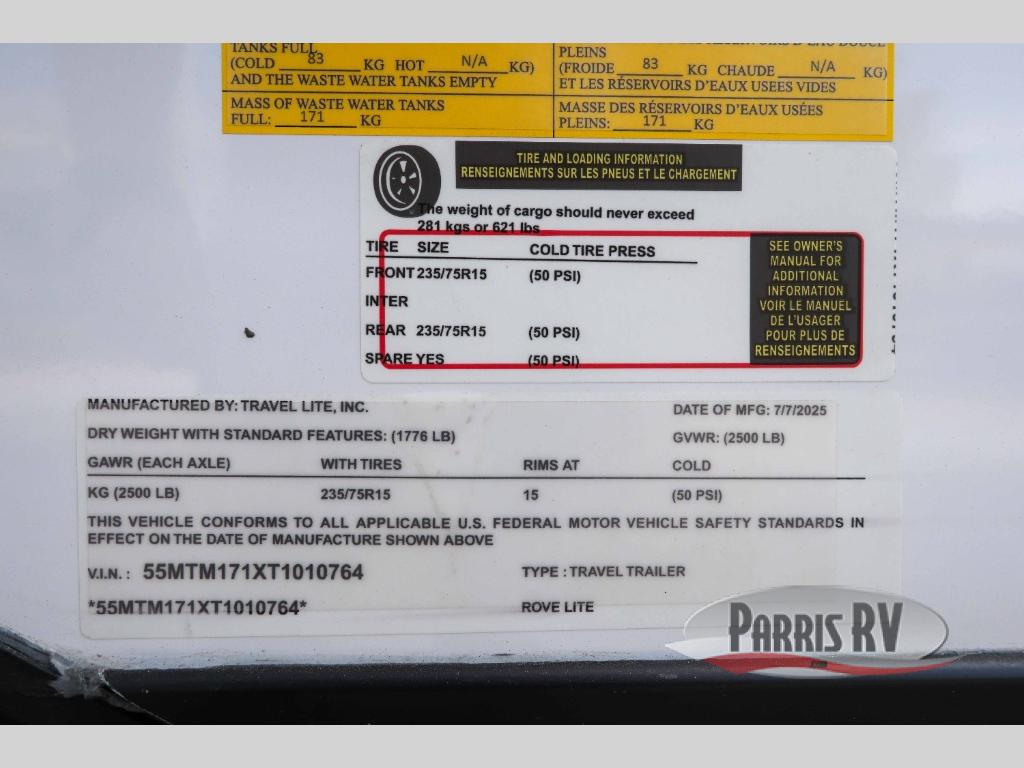 TANKS FULL
(COLD 83 KG HOT N/A KG)
AND THE WASTE WATER TANKS EMPTY
MASS OF WASTE WATER TANKS
FULL: 171 KG
PLEINS
(FROIDE 83 KG CHAUDE N/A KG)
ET LES RÉSERVOIRS D'EAUX USEES VIDES
MASSE DES RÉSERVOIRS D'EAUX USÉES
PLEINS: 171 KG
TIRE AND LOADING INFORMATION
RENSEIGNEMENTS SUR LES PNEUS ET LE CHARGEMENT
The weight of cargo should never exceed
281 kgs or 621 lbs
TIRE SIZE COLD TIRE PRESS
FRONT 235/75R15 (50 PSI)
INTER
REAR 235/75R15 (50 PSI)
SPARE YES (50 PSI)
SEE OWNER'S
MANUAL FOR
ADDITIONAL
INFORMATION
VOIR LE MANUEL
DE L'USAGER
POUR PLUS DE
RENSEIGNEMENTS
MANUFACTURED BY: TRAVEL LITE, INC. DATE OF MFG: 7/7/2025
DRY WEIGHT WITH STANDARD FEATURES: (1776 LB) GVWR: (2500 LB)
GAWR (EACH AXLE) WITH TIRES RIMS AT COLD
KG (2500 LB) 235/75R15 15 (50 PSI)
THIS VEHICLE CONFORMS TO ALL APPLICABLE U.S. FEDERAL MOTOR VEHICLE SAFETY STANDARDS IN
EFFECT ON THE DATE OF MANUFACTURE SHOWN ABOVE
V.I.N. : 55MTM171XT1010764 TYPE : TRAVEL TRAILER
*55MTM171XT1010764* ROVE LITE
PARRIS RV